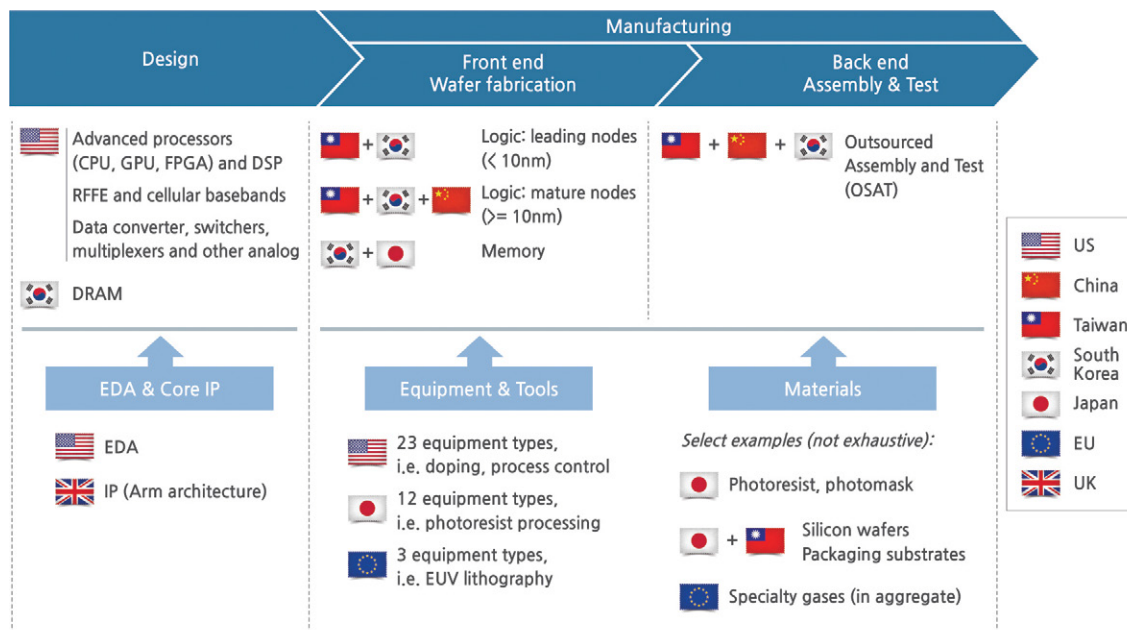 Manufacturing
Design
Front end
Wafer fabrication
Back end
Assembly & Test
Advanced processors
(CPU, GPU, FPGA) and DSP
RFFE and cellular basebands
Data converter, switchers,
multiplexers and other analog
DRAM
+
Logic: leading nodes
(< 10nm)
+ +
Logic: mature nodes
(>= 10nm)
+
Memory
+ +
Outsourced
Assembly and Test
(OSAT)
EDA & Core IP
EDA
IP (Arm architecture)
Equipment & Tools
23 equipment types,
i.e. doping, process control
12 equipment types,
i.e. photoresist processing
3 equipment types,
i.e. EUV lithography
Materials
Select examples (not exhaustive):
Photoresist, photomask
+
Silicon wafers
Packaging substrates
Specialty gases (in aggregate)
US
China
Taiwan
South
Korea
Japan
EU
UK